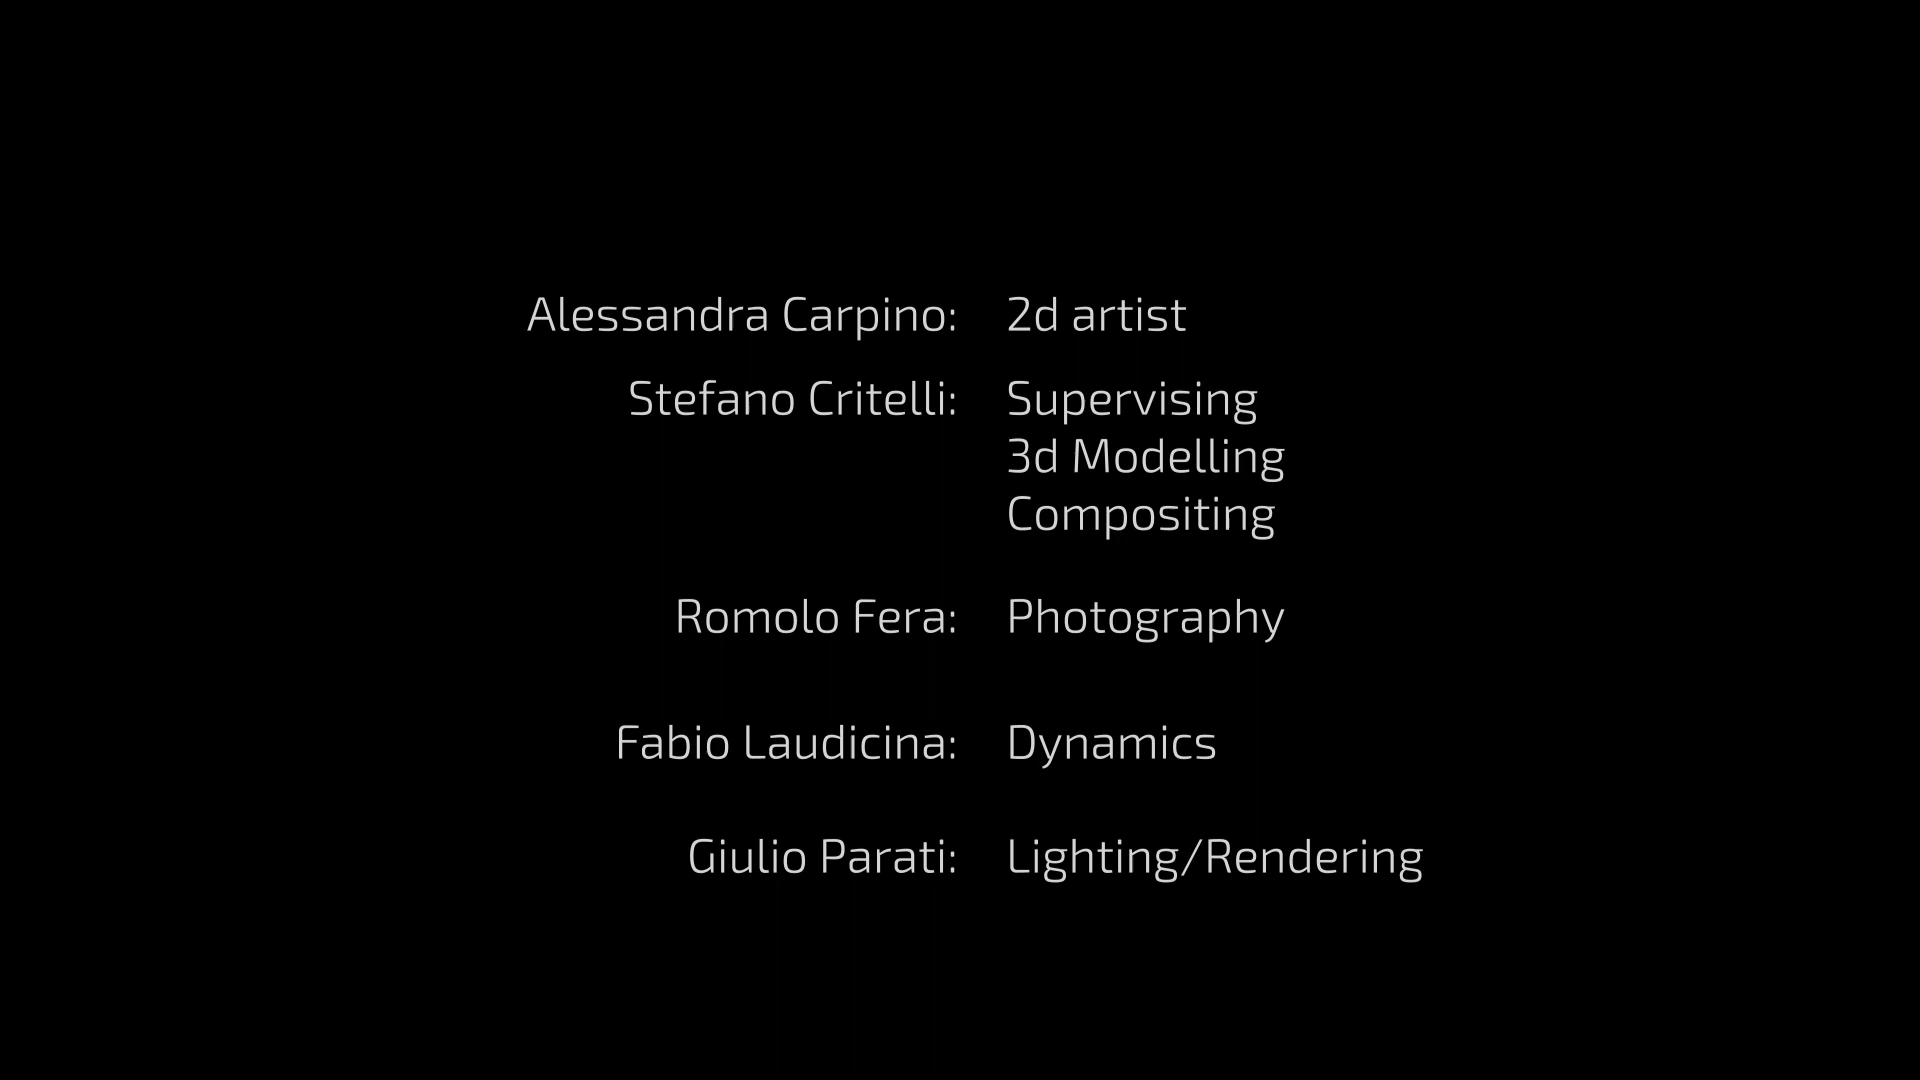 Alessandra Carpino: 2d artist
Stefano Critelli: Supervising
3d Modelling
Compositing
Romolo Fera: Photography
Fabio Laudicina: Dynamics
Giulio Parati: Lighting/Rendering